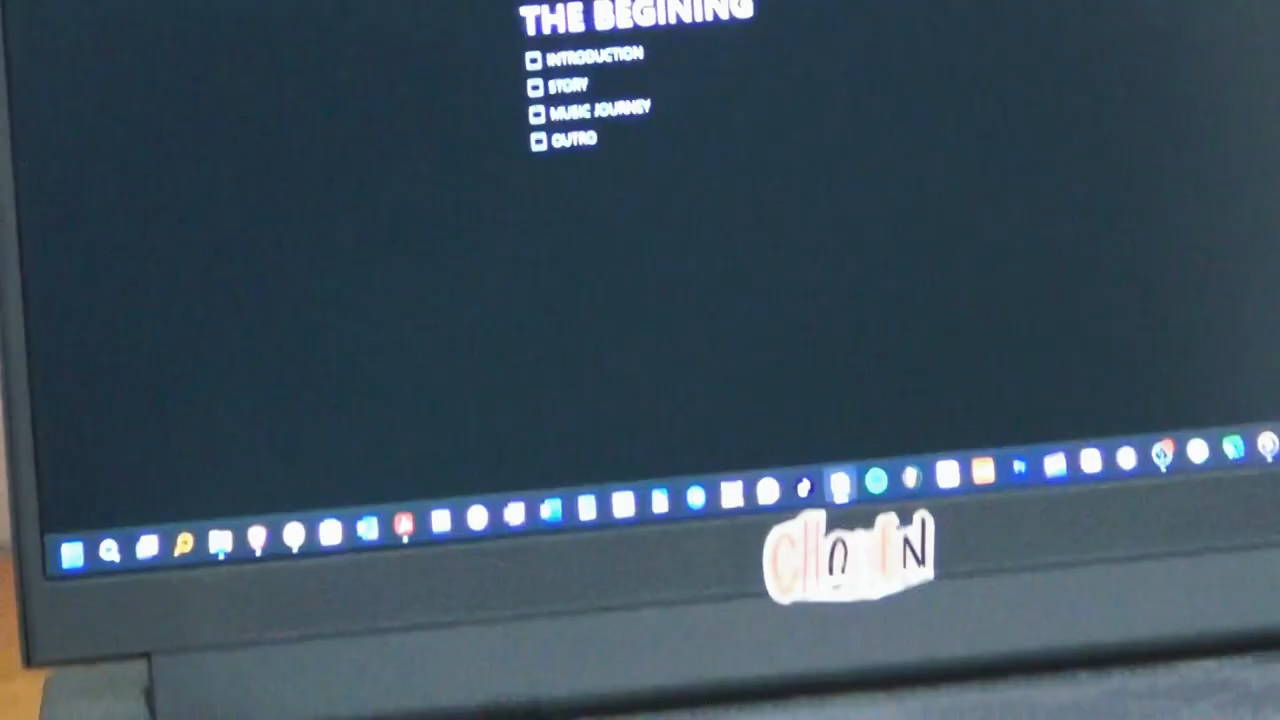 THE BEGINING
INTRODUCTION
STORY
MUSIC JOURNEY
OUTRO